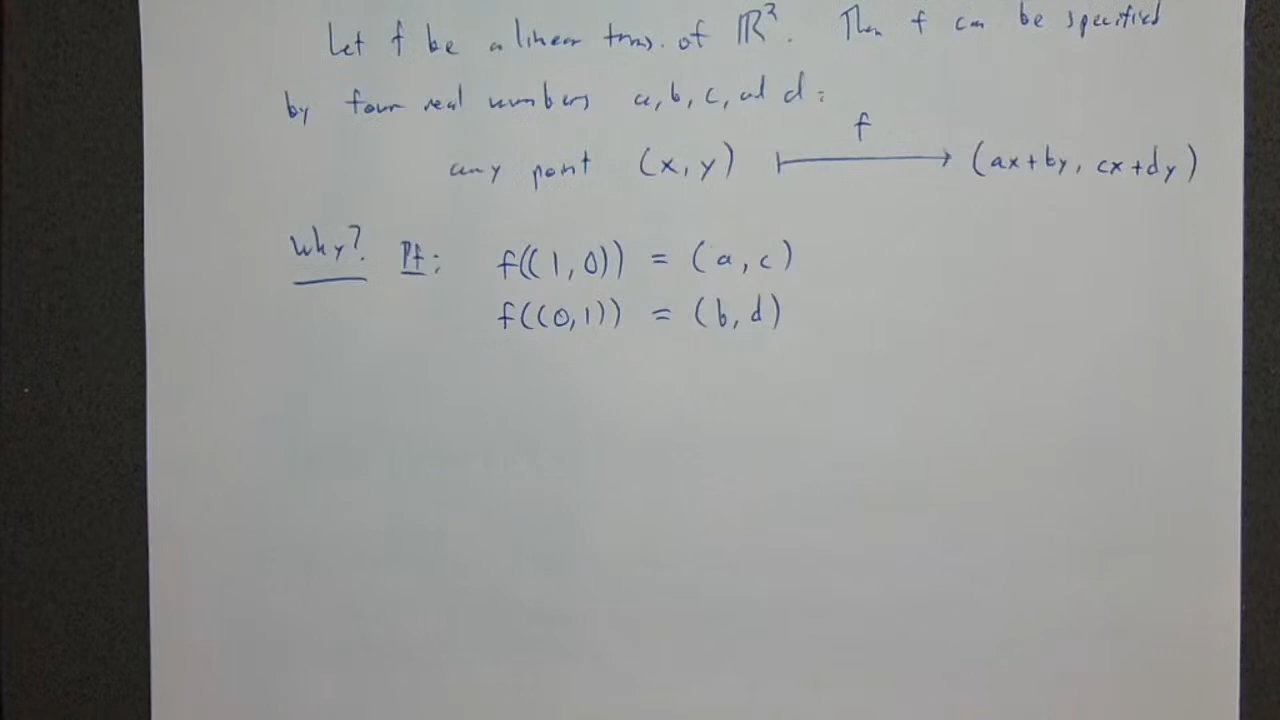 Let f be a linear trans. of ℝ². Then f can be specified
by four real numbers a, b, c, and d:
any point (x, y) ⟼ (ax+by, cx+dy)
f
Why? Pf: f((1,0)) = (a, c)
f((0,1)) = (b, d)